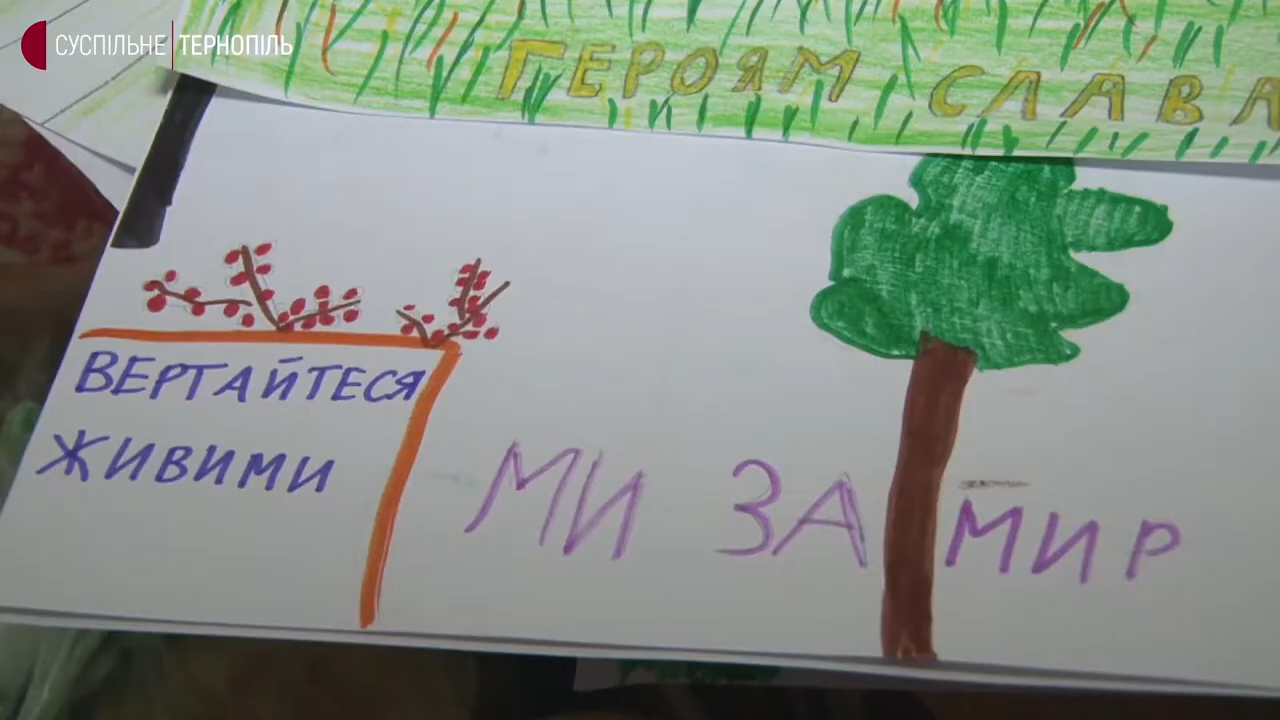 СУСПІЛЬНЕ | ТЕРНОПІЛЬ
ГЕРОЯМ СЛАВА
ВЕРТАЙТЕСЯ
ЖИВИМИ
МИ ЗА МИР